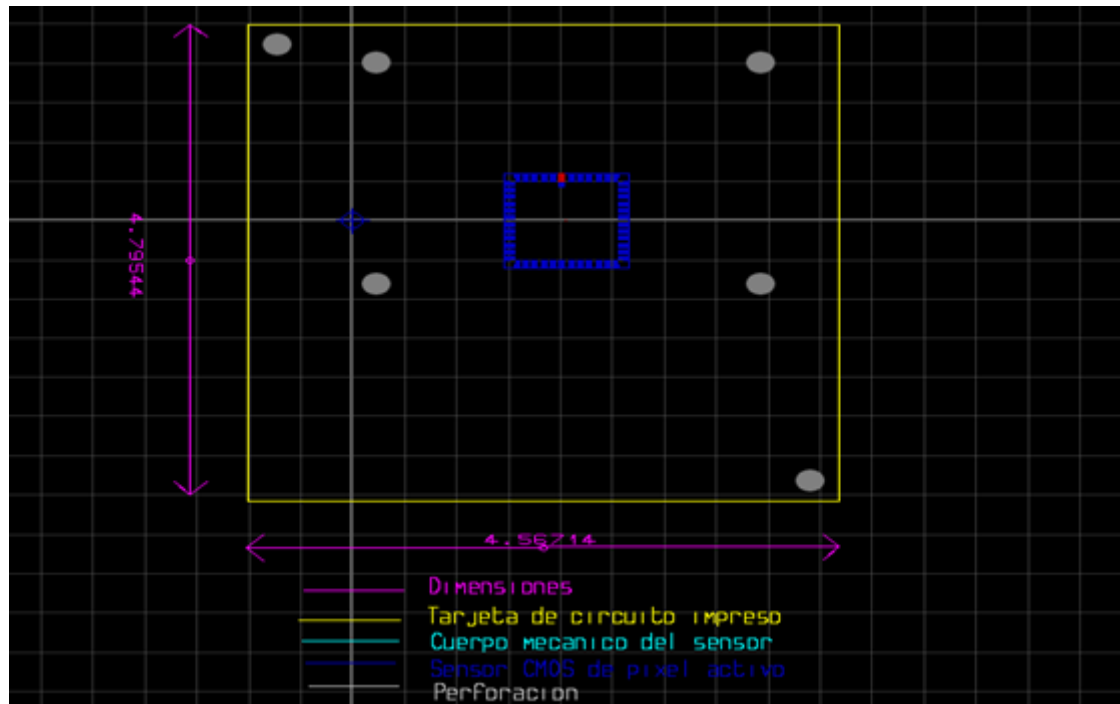 4.79544
4.56714
Dimensiones
Tarjeta de circuito impreso
Cuerpo mecanico del sensor
Sensor CMOS de pixel activo
Perforacion